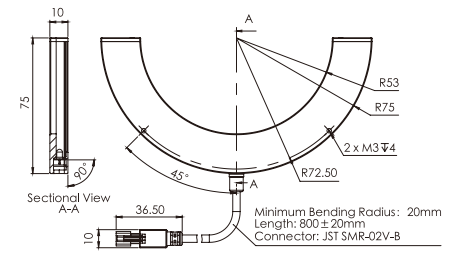 10
A
R53
75
R75
2 x M3↧4
90°
45°
R72.50
Sectional View
A-A
A
36.50
Minimum Bending Radius: 20mm
10
Length: 800±20mm
Connector: JST SMR-02V-B